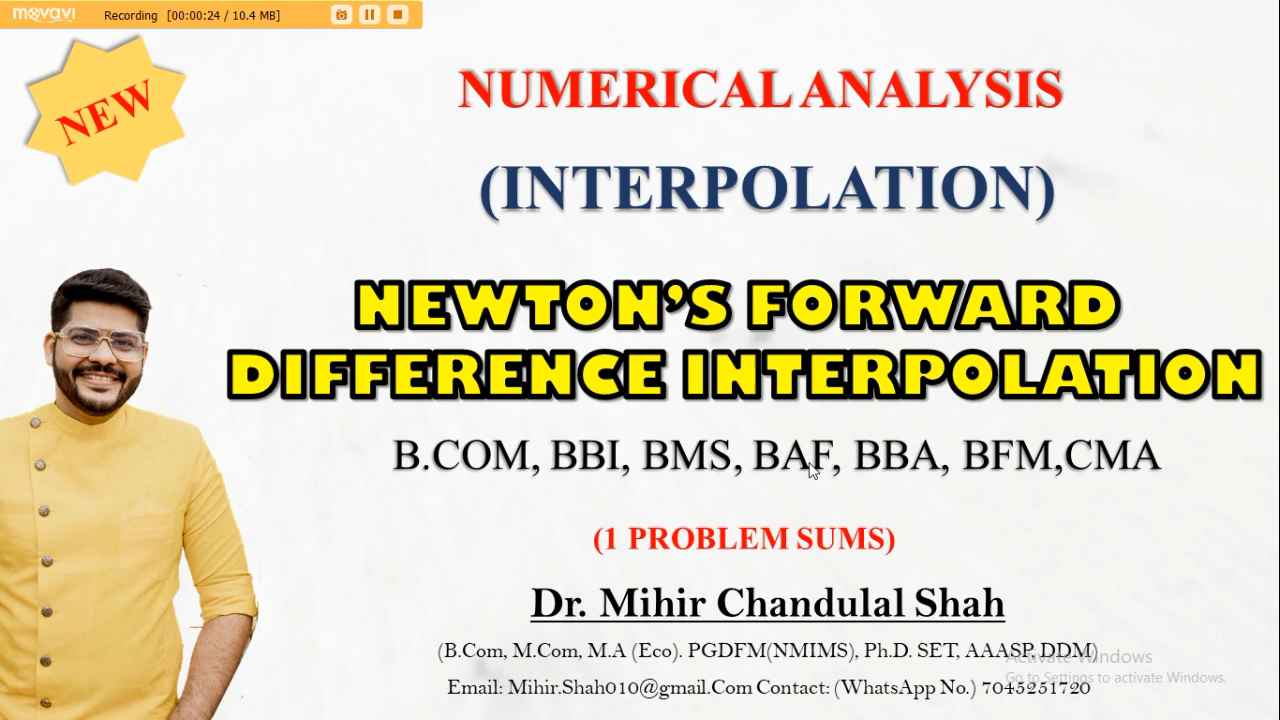 movavi Recording [00:00:24 / 10.4 MB]
NEW
NUMERICAL ANALYSIS
(INTERPOLATION)
NEWTON'S FORWARD
DIFFERENCE INTERPOLATION
B.COM, BBI, BMS, BAF, BBA, BFM,CMA
(1 PROBLEM SUMS)
Dr. Mihir Chandulal Shah
(B.Com, M.Com, M.A (Eco). PGDFM(NMIMS), Ph.D. SET, AAASP, DDM)
Activate Windows
Go to Settings to activate Windows.
Email: Mihir.Shah010@gmail.Com Contact: (WhatsApp No.) 7045251720